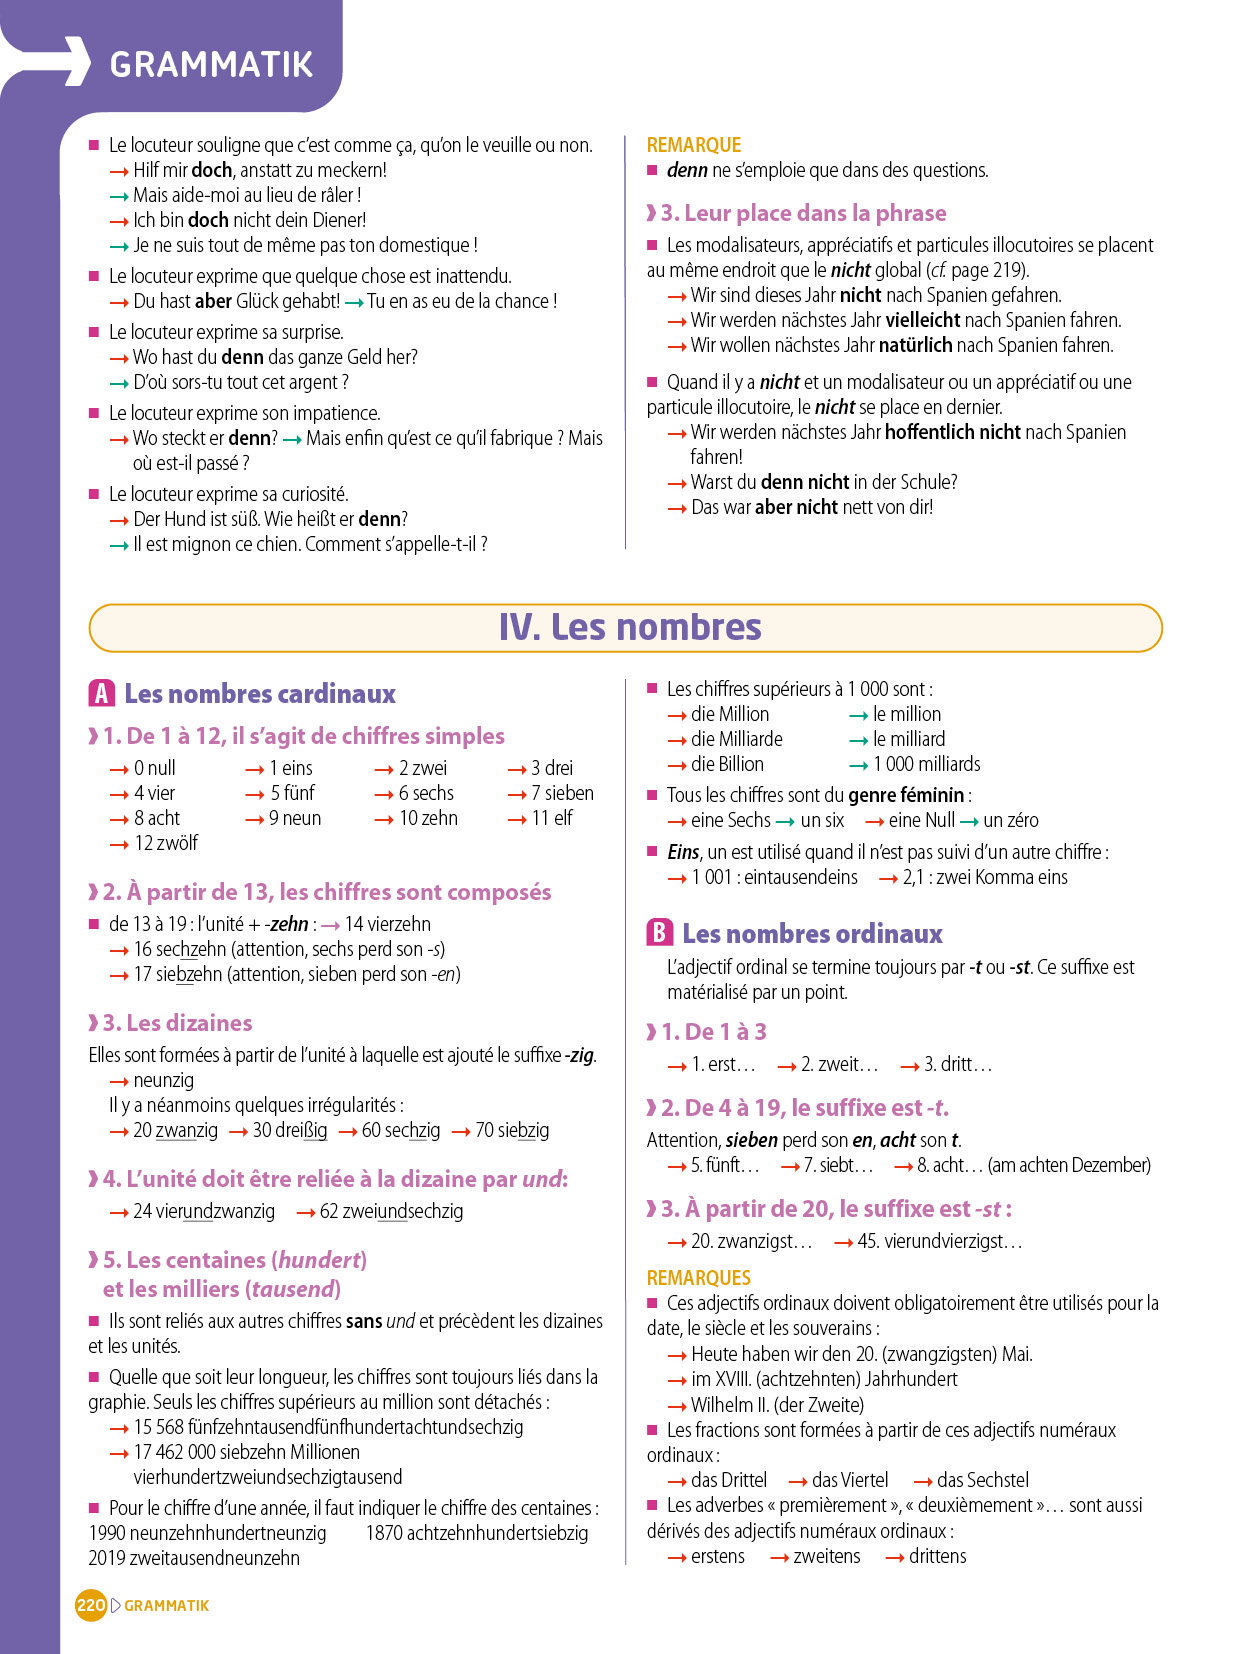 GRAMMATIK
■ Le locuteur souligne que c’est comme ça, qu’on le veuille ou non.
→ Hilf mir doch, anstatt zu meckern!
→ Mais aide-moi au lieu de râler !
→ Ich bin doch nicht dein Diener!
→ Je ne suis tout de même pas ton domestique !
■ Le locuteur exprime que quelque chose est inattendu.
→ Du hast aber Glück gehabt! → Tu en as eu de la chance !
■ Le locuteur exprime sa surprise.
→ Wo hast du denn das ganze Geld her?
→ D’où sors-tu tout cet argent ?
■ Le locuteur exprime son impatience.
→ Wo steckt er denn? → Mais enfin qu’est ce qu’il fabrique ? Mais
où est-il passé ?
■ Le locuteur exprime sa curiosité.
→ Der Hund ist süß. Wie heißt er denn?
→ Il est mignon ce chien. Comment s’appelle-t-il ?
REMARQUE
■ denn ne s’emploie que dans des questions.
3. Leur place dans la phrase
■ Les modalisateurs, appréciatifs et particules illocutoires se placent
au même endroit que le nicht global (cf. page 219).
→ Wir sind dieses Jahr nicht nach Spanien gefahren.
→ Wir werden nächstes Jahr vielleicht nach Spanien fahren.
→ Wir wollen nächstes Jahr natürlich nach Spanien fahren.
■ Quand il y a nicht et un modalisateur ou un appréciatif ou une
particule illocutoire, le nicht se place en dernier.
→ Wir werden nächstes Jahr hoffentlich nicht nach Spanien
fahren!
→ Warst du denn nicht in der Schule?
→ Das war aber nicht nett von dir!
IV. Les nombres
A Les nombres cardinaux
1. De 1 à 12, il s’agit de chiffres simples
→ 0 null → 1 eins → 2 zwei → 3 drei
→ 4 vier → 5 fünf → 6 sechs → 7 sieben
→ 8 acht → 9 neun → 10 zehn → 11 elf
→ 12 zwölf
2. À partir de 13, les chiffres sont composés
■ de 13 à 19 : l’unité + -zehn : → 14 vierzehn
→ 16 sechzehn (attention, sechs perd son -s)
→ 17 siebzehn (attention, sieben perd son -en)
3. Les dizaines
Elles sont formées à partir de l’unité à laquelle est ajouté le suffixe -zig.
→ neunzig
Il y a néanmoins quelques irrégularités :
→ 20 zwanzig → 30 dreißig → 60 sechzig → 70 siebzig
4. L’unité doit être reliée à la dizaine par und:
→ 24 vierundzwanzig → 62 zweiundsechzig
5. Les centaines (hundert)
et les milliers (tausend)
■ Ils sont reliés aux autres chiffres sans und et précèdent les dizaines
et les unités.
■ Quelle que soit leur longueur, les chiffres sont toujours liés dans la
graphie. Seuls les chiffres supérieurs au million sont détachés :
→ 15 568 fünfzehntausendfünfhundertachtundsechzig
→ 17 462 000 siebzehn Millionen
vierhundertzweiundsechzigtausend
■ Pour le chiffre d’une année, il faut indiquer le chiffre des centaines :
1990 neunzehnhundertneunzig 1870 achtzehnhundertsiebzig
2019 zweitausendneunzehn
■ Les chiffres supérieurs à 1 000 sont :
→ die Million → le million
→ die Milliarde → le milliard
→ die Billion → 1 000 milliards
■ Tous les chiffres sont du genre féminin :
→ eine Sechs → un six → eine Null → un zéro
■ Eins, un est utilisé quand il n’est pas suivi d’un autre chiffre :
→ 1 001 : eintausendeins → 2,1 : zwei Komma eins
B Les nombres ordinaux
L’adjectif ordinal se termine toujours par -t ou -st. Ce suffixe est
matérialisé par un point.
1. De 1 à 3
→ 1. erst… → 2. zweit… → 3. dritt…
2. De 4 à 19, le suffixe est -t.
Attention, sieben perd son en, acht son t.
→ 5. fünft… → 7. siebt… → 8. acht… (am achten Dezember)
3. À partir de 20, le suffixe est -st :
→ 20. zwanzigst… → 45. vierundvierzigst…
REMARQUES
■ Ces adjectifs ordinaux doivent obligatoirement être utilisés pour la
date, le siècle et les souverains :
→ Heute haben wir den 20. (zwangzigsten) Mai.
→ im XVIII. (achtzehnten) Jahrhundert
→ Wilhelm II. (der Zweite)
■ Les fractions sont formées à partir de ces adjectifs numéraux
ordinaux :
→ das Drittel → das Viertel → das Sechstel
■ Les adverbes « premièrement », « deuxièmement »… sont aussi
dérivés des adjectifs numéraux ordinaux :
→ erstens → zweitens → drittens
220 GRAMMATIK